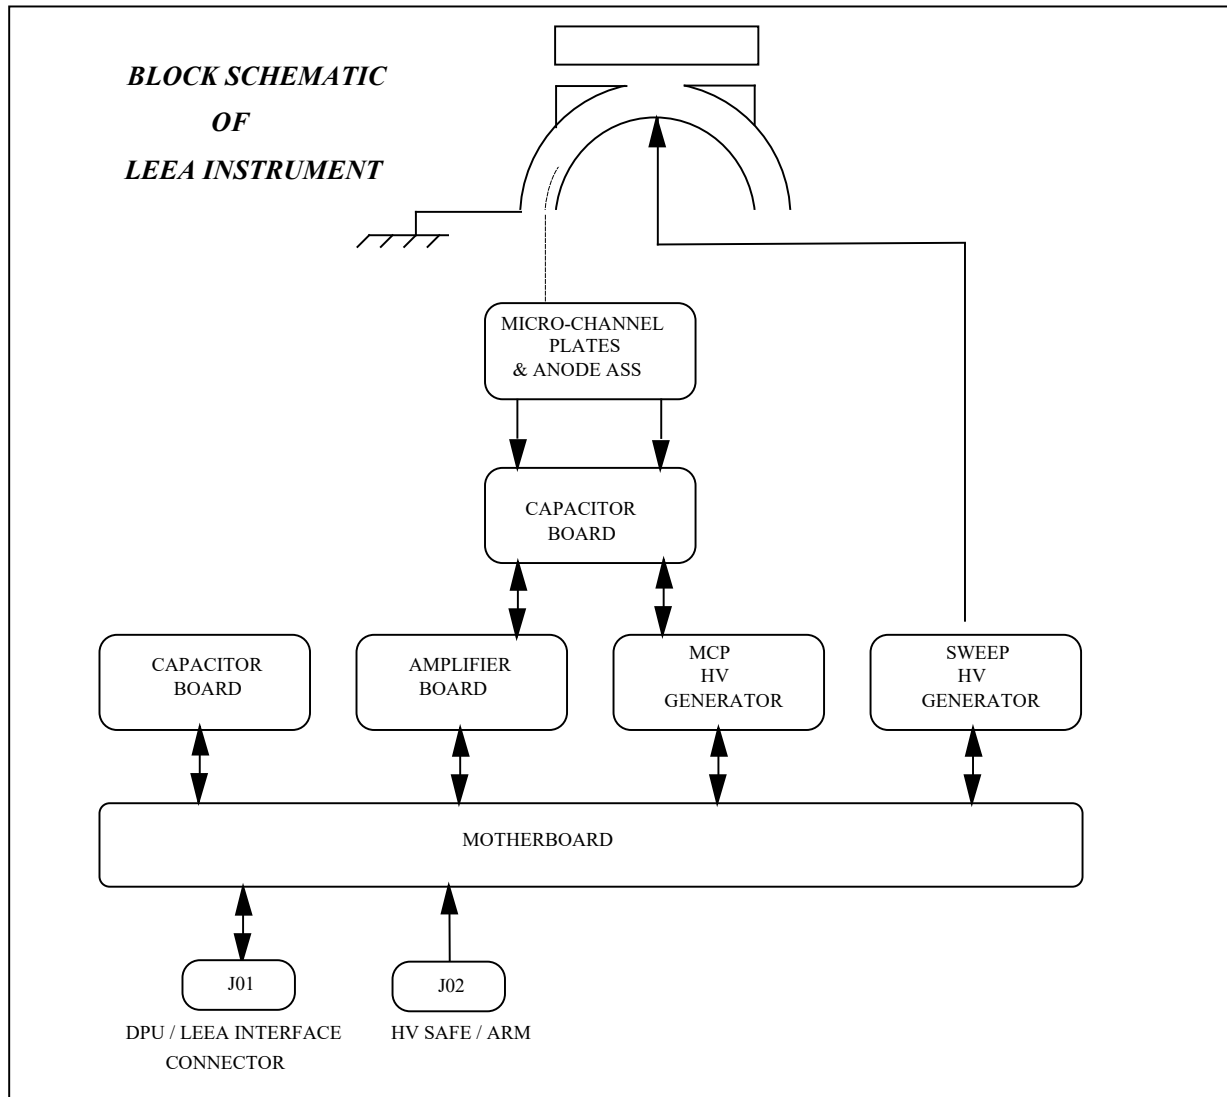 BLOCK SCHEMATIC
OF
LEEA INSTRUMENT
MICRO-CHANNEL
PLATES
& ANODE ASS
CAPACITOR
BOARD
CAPACITOR
BOARD
AMPLIFIER
BOARD
MCP
HV
GENERATOR
SWEEP
HV
GENERATOR
MOTHERBOARD
J01
J02
DPU / LEEA INTERFACE
CONNECTOR
HV SAFE / ARM